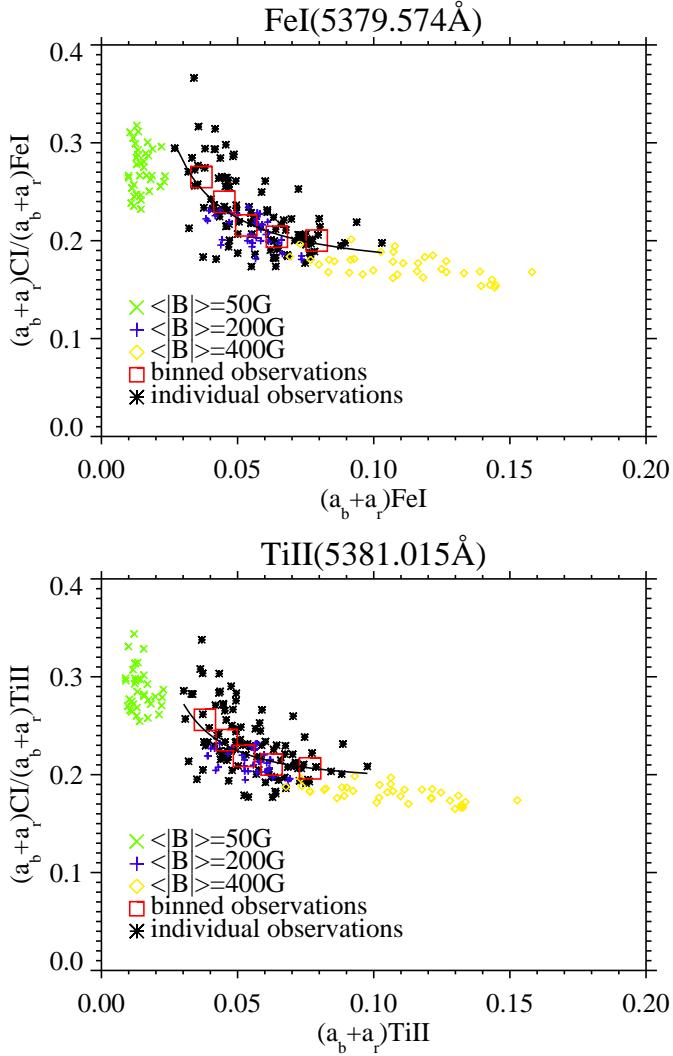 FeI(5379.574Å)
0.4
0.3
0.2
0.1
0.0
(a_b+a_r)CI/(a_b+a_r)FeI
<|B|>=50G
<|B|>=200G
<|B|>=400G
binned observations
individual observations
0.00 0.05 0.10 0.15 0.20
(a_b+a_r)FeI
TiII(5381.015Å)
0.4
0.3
0.2
0.1
0.0
(a_b+a_r)CI/(a_b+a_r)TiII
<|B|>=50G
<|B|>=200G
<|B|>=400G
binned observations
individual observations
0.00 0.05 0.10 0.15 0.20
(a_b+a_r)TiII